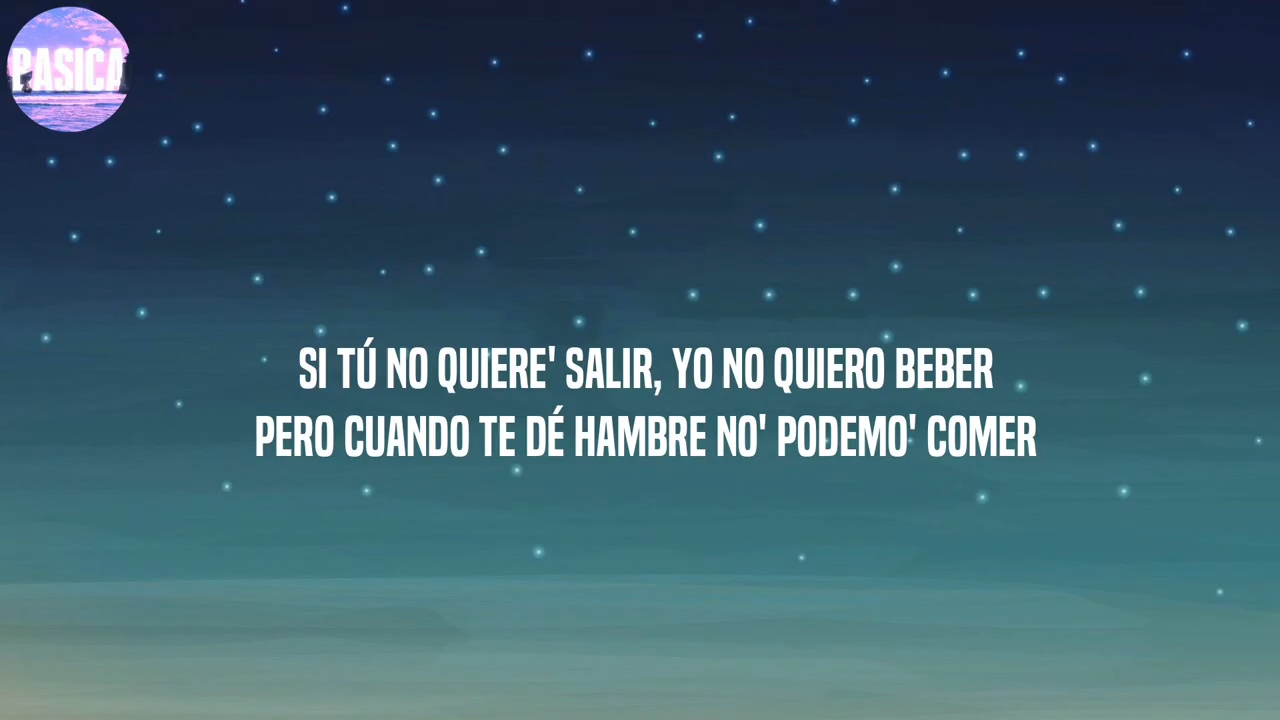 PASICA
SI TÚ NO QUIERE' SALIR, YO NO QUIERO BEBER
PERO CUANDO TE DÉ HAMBRE NO' PODEMO' COMER